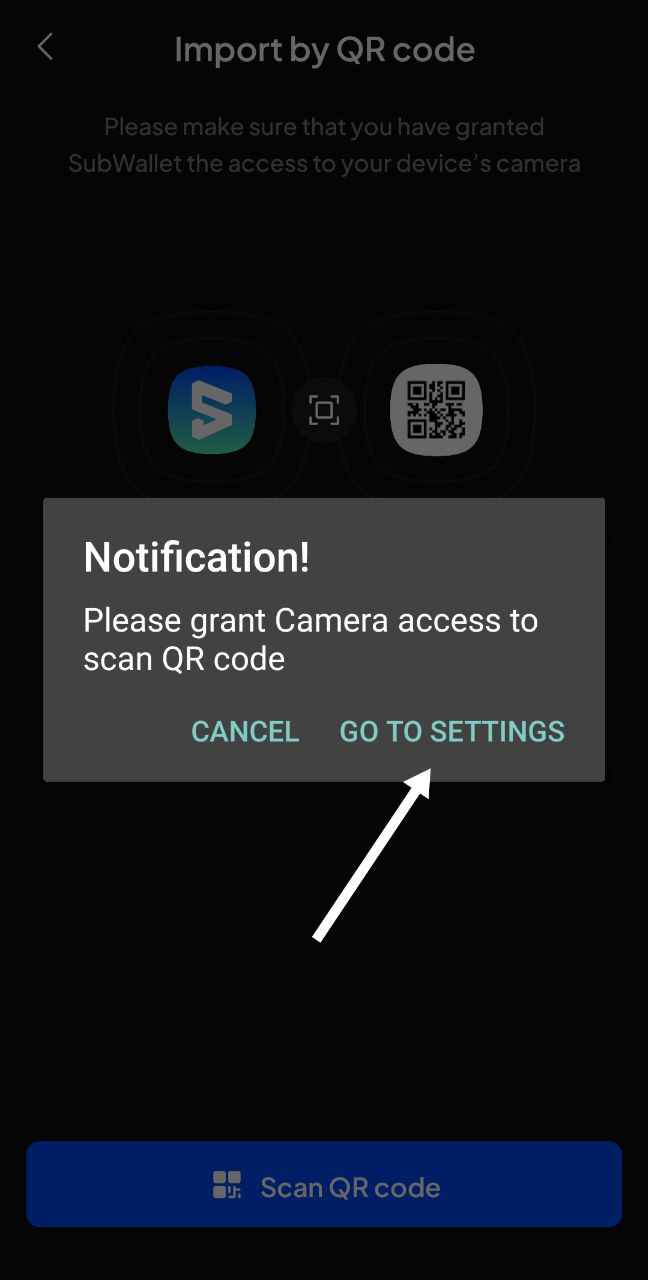 Import by QR code
Please make sure that you have granted
SubWallet the access to your device's camera
Notification!
Please grant Camera access to
scan QR code
CANCEL GO TO SETTINGS
Scan QR code